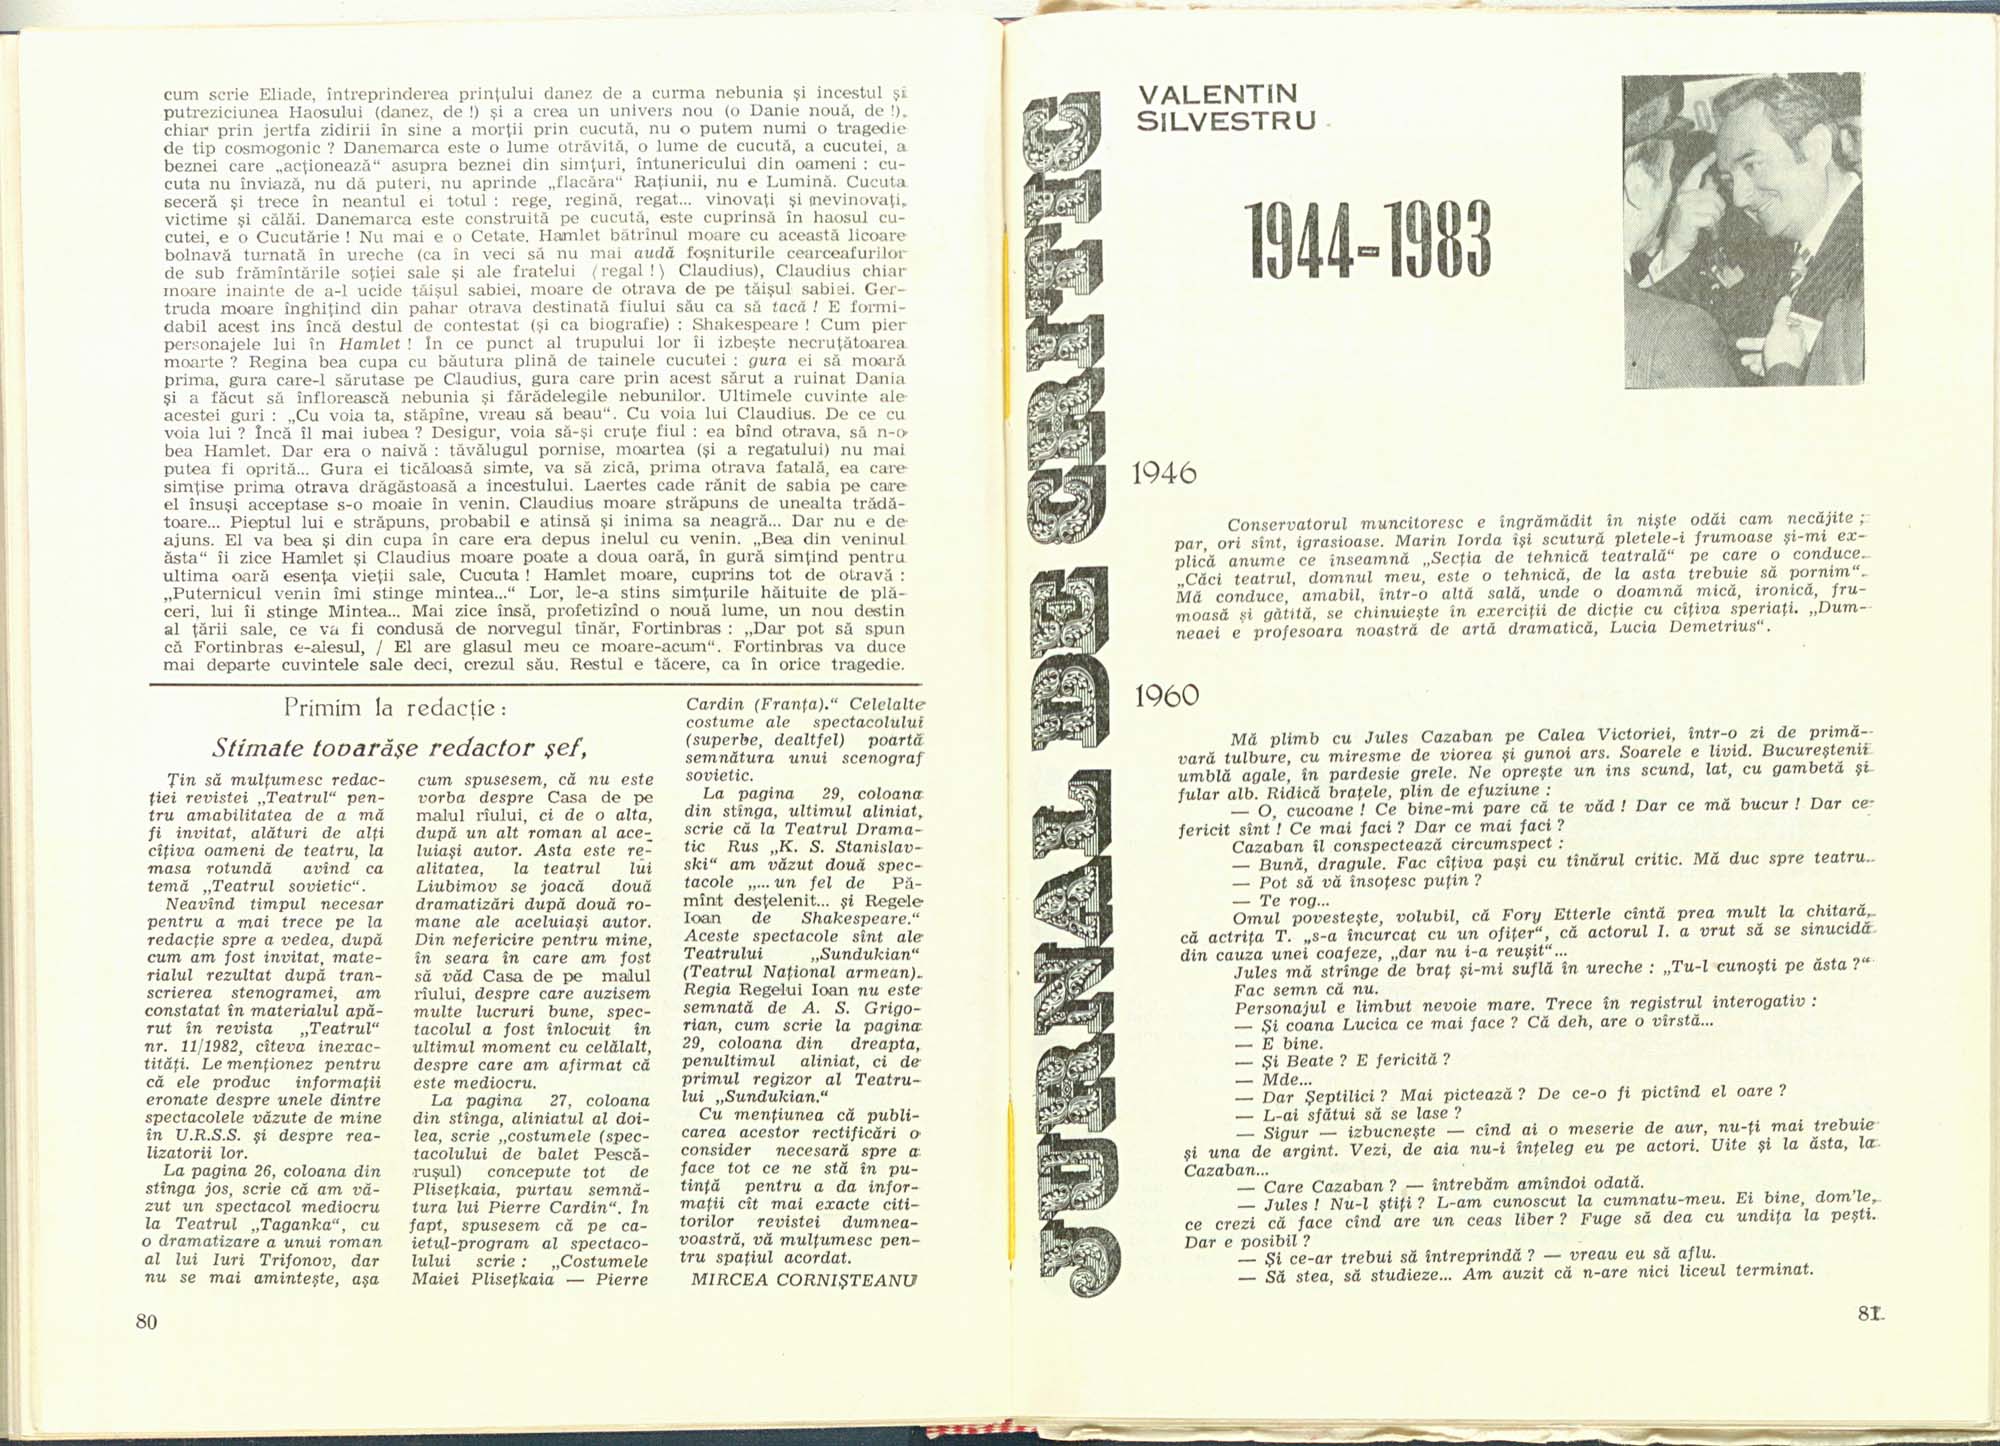 cum scrie Eliade, întreprinderea prințului danez de a curma nebunia și incestul și
putreziciunea Haosului (danez, de !) și a crea un univers nou (o Danie nouă, de !),
chiar prin jertfa zidirii în sine a morții prin cucută, nu o putem numi o tragedie
de tip cosmogonic ? Danemarca este o lume otrăvită, o lume de cucută, a cucutei, a
beznei care „acționează“ asupra beznei din simțuri, întunericului din oameni : cu-
cuta nu înviază, nu dă puteri, nu aprinde „flacăra“ Rațiunii, nu e Lumină. Cucuta
seceră și trece în neantul ei totul : rege, regină, regat... vinovați și nevinovați,
victime și călăi. Danemarca este construită pe cucută, este cuprinsă în haosul cu-
cutei, e o Cucutărie ! Nu mai e o Cetate. Hamlet bătrînul moare cu această licoare
bolnavă turnată în ureche (ca în veci să nu mai audă foșniturile cearceafurilor
de sub frămîntările soției sale și ale fratelui (regal !) Claudius), Claudius chiar
moare inainte de a-l ucide tăișul sabiei, moare de otrava de pe tăișul sabiei. Ger-
truda moare înghițind din pahar otrava destinată fiului său ca să tacă ! E formi-
dabil acest ins încă destul de contestat (și ca biografie) : Shakespeare ! Cum pier
personajele lui în Hamlet ! In ce punct al trupului lor îi izbește necruțătoarea
moarte ? Regina bea cupa cu băutura plină de tainele cucutei : gura ei să moară
prima, gura care-l sărutase pe Claudius, gura care prin acest sărut a ruinat Dania
și a făcut să înflorească nebunia și fărădelegile nebunilor. Ultimele cuvinte ale
acestei guri : „Cu voia ta, stăpîne, vreau să beau“. Cu voia lui Claudius. De ce cu
voia lui ? Încă îl mai iubea ? Desigur, voia să-și cruțe fiul : ea bînd otrava, să n-o
bea Hamlet. Dar era o naivă : tăvălugul pornise, moartea (și a regatului) nu mai
putea fi oprită... Gura ei ticăloasă simte, va să zică, prima otrava fatală, ea care
simțise prima otrava drăgăstoasă a incestului. Laertes cade rănit de sabia pe care
el însuși acceptase s-o moaie în venin. Claudius moare străpuns de unealta trădă-
toare... Pieptul lui e străpuns, probabil e atinsă și inima sa neagră... Dar nu e de
ajuns. El va bea și din cupa în care era depus inelul cu venin. „Bea din veninul
ăsta“ îi zice Hamlet și Claudius moare poate a doua oară, în gură simțind pentru
ultima oară esența vieții sale, Cucuta ! Hamlet moare, cuprins tot de otravă :
„Puternicul venin îmi stinge mintea...“ Lor, le-a stins simțurile hăituite de plă-
ceri, lui îi stinge Mintea... Mai zice însă, profetizînd o nouă lume, un nou destin
al țării sale, ce va fi condusă de norvegul tînăr, Fortinbras : „Dar pot să spun
că Fortinbras e-alesul, / El are glasul meu ce moare-acum“. Fortinbras va duce
mai departe cuvintele sale deci, crezul său. Restul e tăcere, ca în orice tragedie.
Primim la redacție :
Stimate tovarășe redactor șef,
Țin să mulțumesc redac-
ției revistei „Teatrul“ pen-
tru amabilitatea de a mă
fi invitat, alături de alți
cîțiva oameni de teatru, la
masa rotundă avînd ca
temă „Teatrul sovietic“.
Neavînd timpul necesar
pentru a mai trece pe la
redacție spre a vedea, după
cum am fost invitat, mate-
rialul rezultat după tran-
scrierea stenogramei, am
constatat în materialul apă-
rut în revista „Teatrul“
nr. 11/1982, cîteva inexac-
tități. Le menționez pentru
că ele produc informații
eronate despre unele dintre
spectacolele văzute de mine
în U.R.S.S. și despre rea-
lizatorii lor.
La pagina 26, coloana din
stînga jos, scrie că am vă-
zut un spectacol mediocru
la Teatrul „Taganka“, cu
o dramatizare a unui roman
al lui Iuri Trifonov, dar
nu se mai amintește, așa
cum spusesem, că nu este
vorba despre Casa de pe
malul rîului, ci de o alta,
după un alt roman al ace-
luiași autor. Asta este re-
alitatea, la teatrul lui
Liubimov se joacă două
dramatizări după două ro-
mane ale aceluiași autor.
Din nefericire pentru mine,
în seara în care am fost
să văd Casa de pe malul
rîului, despre care auzisem
multe lucruri bune, spec-
tacolul a fost înlocuit în
ultimul moment cu celălalt,
despre care am afirmat că
este mediocru.
La pagina 27, coloana
din stînga, aliniatul al doi-
lea, scrie „costumele (spec-
tacolului de balet Pescă-
rușul) concepute tot de
Plisețkaia, purtau semnă-
tura lui Pierre Cardin“. În
fapt, spusesem că pe ca-
ietul-program al spectaco-
lului scrie : „Costumele
Maiei Plisețkaia — Pierre
Cardin (Franța).“ Celelalte
costume ale spectacolului
(superbe, dealtfel) poartă
semnătura unui scenograf
sovietic.
La pagina 29, coloana
din stînga, ultimul aliniat,
scrie că la Teatrul Drama-
tic Rus „K. S. Stanislav-
ski“ am văzut două spec-
tacole „... un fel de Pă-
mînt desțelenit... și Regele
Ioan de Shakespeare.“
Aceste spectacole sînt ale
Teatrului „Sundukian“
(Teatrul Național armean).
Regia Regelui Ioan nu este
semnată de A. S. Grigo-
rian, cum scrie la pagina
29, coloana din dreapta,
penultimul aliniat, ci de
primul regizor al Teatru-
lui „Sundukian.“
Cu mențiunea că publi-
carea acestor rectificări o
consider necesară spre a
face tot ce ne stă în pu-
tință pentru a da infor-
mații cît mai exacte citi-
torilor revistei dumnea-
voastră, vă mulțumesc pen-
tru spațiul acordat.
MIRCEA CORNIȘTEANU
80
JURNAL DE CRITIC
VALENTIN
SILVESTRU
1944-1983
1946
Conservatorul muncitoresc e îngrămădit în niște odăi cam necăjite ;
par, ori sînt, igrasioase. Marin Iorda își scutură pletele-i frumoase și-mi ex-
plică anume ce înseamnă „Secția de tehnică teatrală“ pe care o conduce.
„Căci teatrul, domnul meu, este o tehnică, de la asta trebuie să pornim“.
Mă conduce, amabil, într-o altă sală, unde o doamnă mică, ironică, fru-
moasă și gătită, se chinuiește în exerciții de dicție cu cîțiva speriați. „Dum-
neaei e profesoara noastră de artă dramatică, Lucia Demetrius“.
1960
Mă plimb cu Jules Cazaban pe Calea Victoriei, într-o zi de primă-
vară tulbure, cu miresme de viorea și gunoi ars. Soarele e livid. Bucureștenii
umblă agale, în pardesie grele. Ne oprește un ins scund, lat, cu gambetă și
fular alb. Ridică brațele, plin de efuziune :
— O, cucoane ! Ce bine-mi pare că te văd ! Dar ce mă bucur ! Dar ce
fericit sînt ! Ce mai faci ? Dar ce mai faci ?
Cazaban îl conspectează circumspect :
— Bună, dragule. Fac cîțiva pași cu tînărul critic. Mă duc spre teatru..
— Pot să vă însoțesc puțin ?
— Te rog...
Omul povestește, volubil, că Fory Etterle cîntă prea mult la chitară,
că actrița T. „s-a încurcat cu un ofițer“, că actorul I. a vrut să se sinucidă
din cauza unei coafeze, „dar nu i-a reușit“...
Jules mă strînge de braț și-mi suflă în ureche : „Tu-l cunoști pe ăsta ?“
Fac semn că nu.
Personajul e limbut nevoie mare. Trece în registrul interogativ :
— Și coana Lucica ce mai face ? Că deh, are o vîrstă...
— E bine.
— Și Beate ? E fericită ?
— Mde...
— Dar Șeptilici ? Mai pictează ? De ce-o fi pictînd el oare ?
— L-ai sfătui să se lase ?
— Sigur — izbucnește — cînd ai o meserie de aur, nu-ți mai trebuie
și una de argint. Vezi, de aia nu-i înțeleg eu pe actori. Uite și la ăsta, la
Cazaban...
— Care Cazaban ? — întrebăm amîndoi odată.
— Jules ! Nu-l știți ? L-am cunoscut la cumnatu-meu. Ei bine, dom'le,
ce crezi că face cînd are un ceas liber ? Fuge să dea cu undița la pești.
Dar e posibil ?
— Și ce-ar trebui să întreprindă ? — vreau eu să aflu.
— Să stea, să studieze... Am auzit că n-are nici liceul terminat.
81